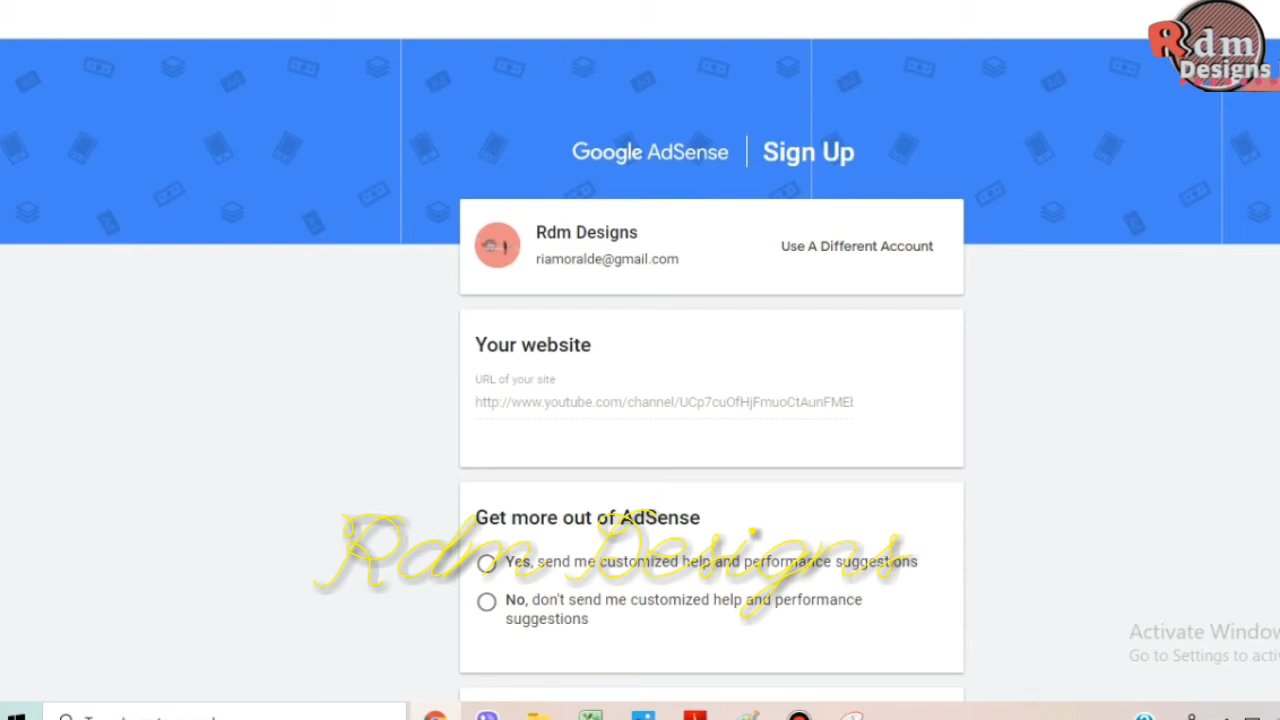 Rdm
Designs
Google AdSense | Sign Up
Rdm Designs
riamoralde@gmail.com
Use A Different Account
Your website
URL of your site
http://www.youtube.com/channel/UCp7cuOfHjFmuoCtAunFME
Get more out of AdSense
Rdm Designs
Yes, send me customized help and performance suggestions
No, don't send me customized help and performance
suggestions
Activate Window
Go to Settings to acti